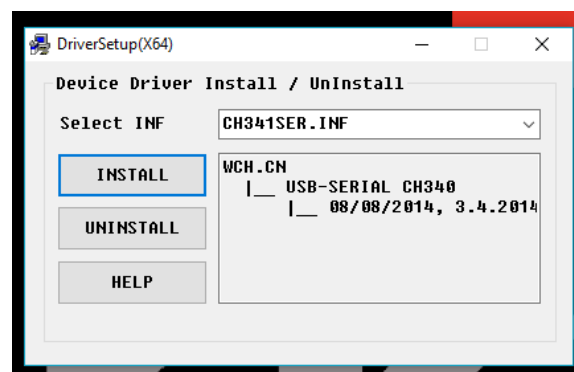 DriverSetup(X64)
Device Driver Install / UnInstall
Select INF
CH341SER.INF
INSTALL
UNINSTALL
HELP
WCH.CN
|__ USB-SERIAL CH340
|__ 08/08/2014, 3.4.2014